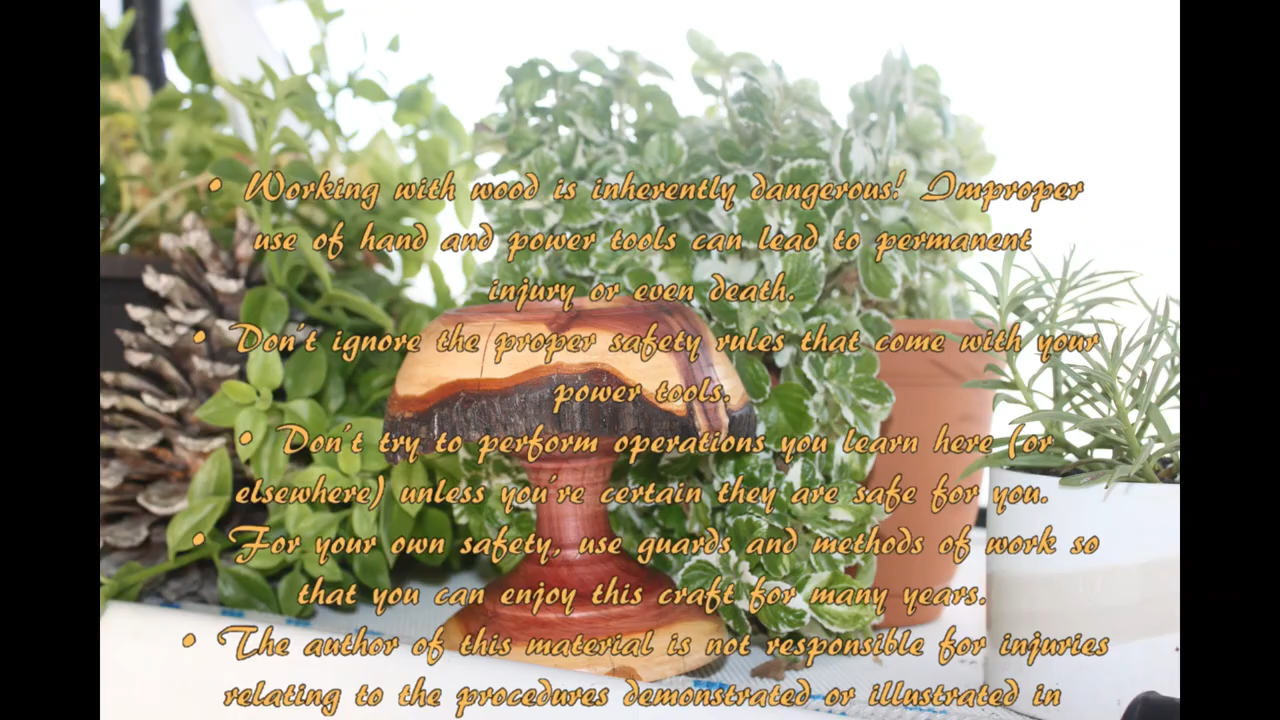 • Working with wood is inherently dangerous! Improper
use of hand and power tools can lead to permanent
injury or even death.
• Don't ignore the proper safety rules that come with your
power tools.
• Don't try to perform operations you learn here (or
elsewhere) unless you're certain they are safe for you.
• For your own safety, use guards and methods of work so
that you can enjoy this craft for many years.
• The author of this material is not responsible for injuries
relating to the procedures demonstrated or illustrated in